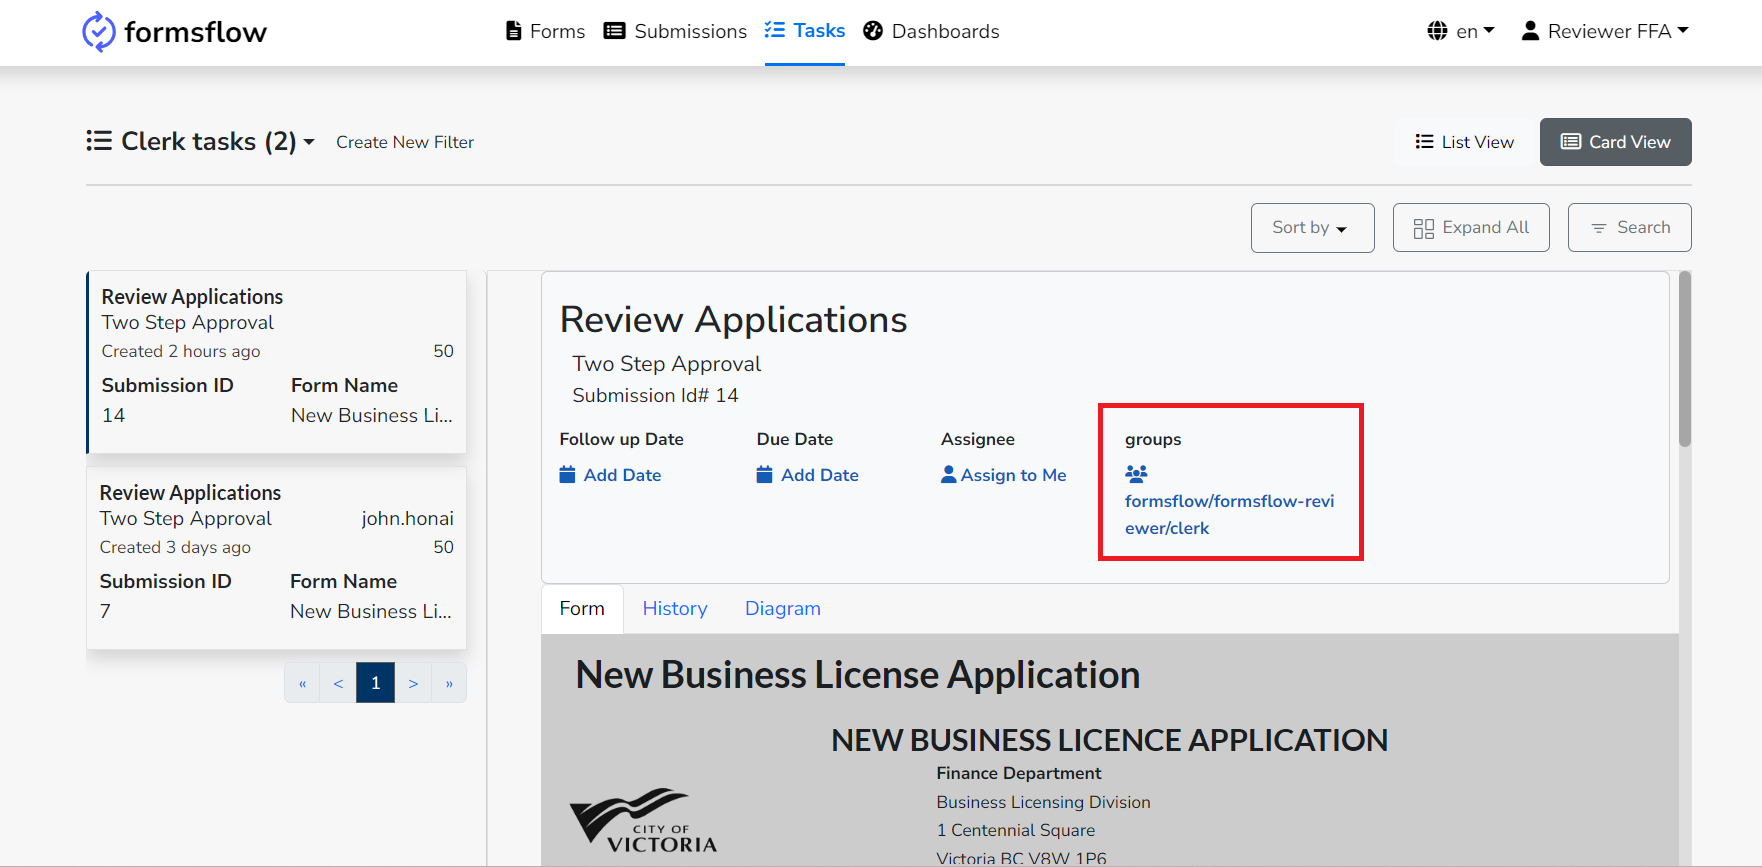 formsflow
Forms
Submissions
Tasks
Dashboards
en
Reviewer FFA
Clerk tasks (2)
Create New Filter
List View
Card View
Sort by
Expand All
Search
Review Applications
Two Step Approval
Created 2 hours ago
50
Submission ID
Form Name
14
New Business Li...
Review Applications
Two Step Approval
john.honai
Created 3 days ago
50
Submission ID
Form Name
7
New Business Li...
«
<
1
>
»
Review Applications
Two Step Approval
Submission Id# 14
Follow up Date
Add Date
Due Date
Add Date
Assignee
Assign to Me
groups
formsflow/formsflow-revi
ewer/clerk
Form
History
Diagram
New Business License Application
NEW BUSINESS LICENCE APPLICATION
CITY OF
VICTORIA
Finance Department
Business Licensing Division
1 Centennial Square
Victoria BC V8W 1P6